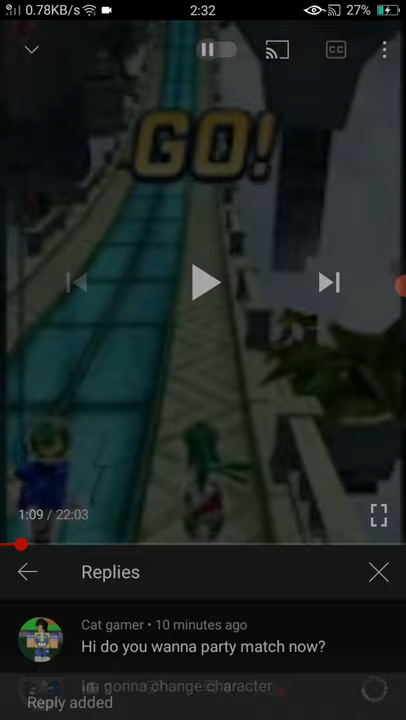 0.78KB/s
2:32
27%
CC
GO!
1:09 / 22:03
Replies
Cat gamer • 10 minutes ago
Hi do you wanna party match now?
Im gonna change character
Reply added